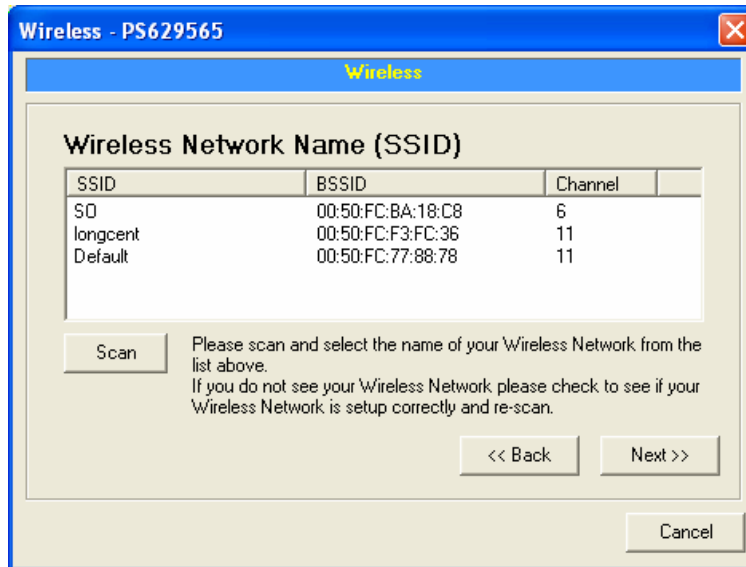 Wireless - PS629565
Wireless
Wireless Network Name (SSID)
SSID BSSID Channel
SO 00:50:FC:BA:18:C8 6
longcent 00:50:FC:F3:FC:36 11
Default 00:50:FC:77:88:78 11
Scan
Please scan and select the name of your Wireless Network from the
list above.
If you do not see your Wireless Network please check to see if your
Wireless Network is setup correctly and re-scan.
<< Back Next >>
Cancel